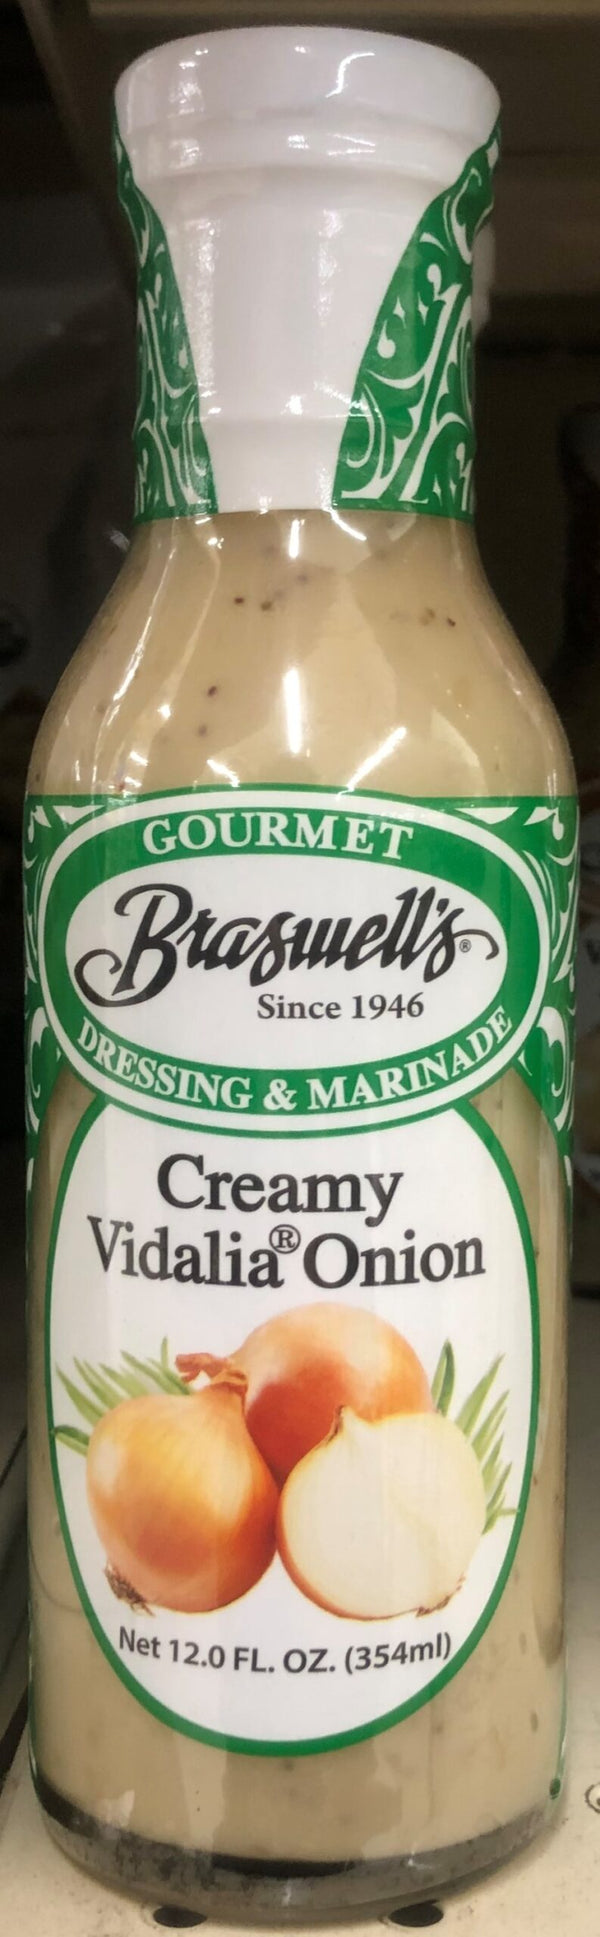 GOURMET
Braswell's®
Since 1946
DRESSING & MARINADE
Creamy
Vidalia® Onion
Net 12.0 FL. OZ. (354ml)